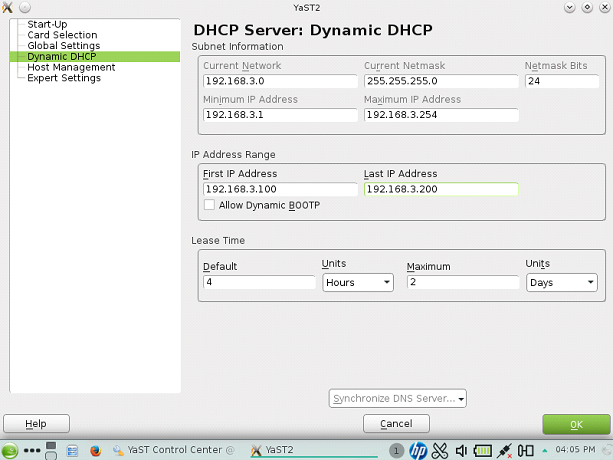 YaST2
Start-Up
Card Selection
Global Settings
Dynamic DHCP
Host Management
Expert Settings
DHCP Server: Dynamic DHCP
Subnet Information
Current Network Current Netmask Netmask Bits
192.168.3.0 255.255.255.0 24
Minimum IP Address Maximum IP Address
192.168.3.1 192.168.3.254
IP Address Range
First IP Address Last IP Address
192.168.3.100 192.168.3.200
Allow Dynamic BOOTP
Lease Time
Default Units Maximum Units
4 Hours 2 Days
Synchronize DNS Server...
Help Cancel OK
YaST Control Center @ YaST2 1 hp 04:05 PM